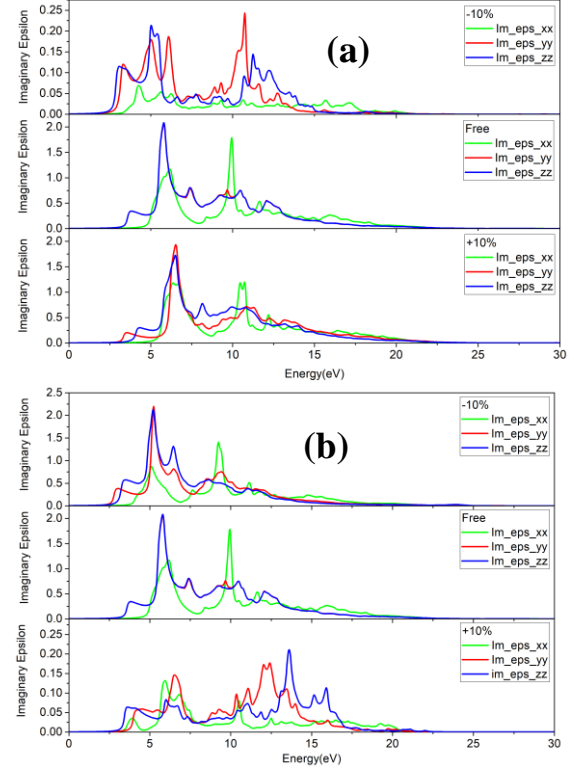 (a)
Imaginary Epsilon
0.25
0.20
0.15
0.10
0.05
0.00
-10%
Im_eps_xx
Im_eps_yy
Im_eps_zz
Imaginary Epsilon
2.0
1.5
1.0
0.5
0.0
Free
Im_eps_xx
Im_eps_yy
Im_eps_zz
Imaginary Epsilon
2.0
1.5
1.0
0.5
0.0
+10%
Im_eps_xx
Im_eps_yy
Im_eps_zz
0 5 10 15 20 25 30
Energy(eV)
(b)
Imaginary Epsilon
2.5
2.0
1.5
1.0
0.5
0.0
-10%
Im_eps_xx
Im_eps_yy
Im_eps_zz
Imaginary Epsilon
2.0
1.5
1.0
0.5
0.0
Free
Im_eps_xx
Im_eps_yy
Im_eps_zz
Imaginary Epsilon
0.25
0.20
0.15
0.10
0.05
0.00
+10%
Im_eps_xx
Im_eps_yy
im_eps_zz
0 5 10 15 20 25 30
Energy(eV)